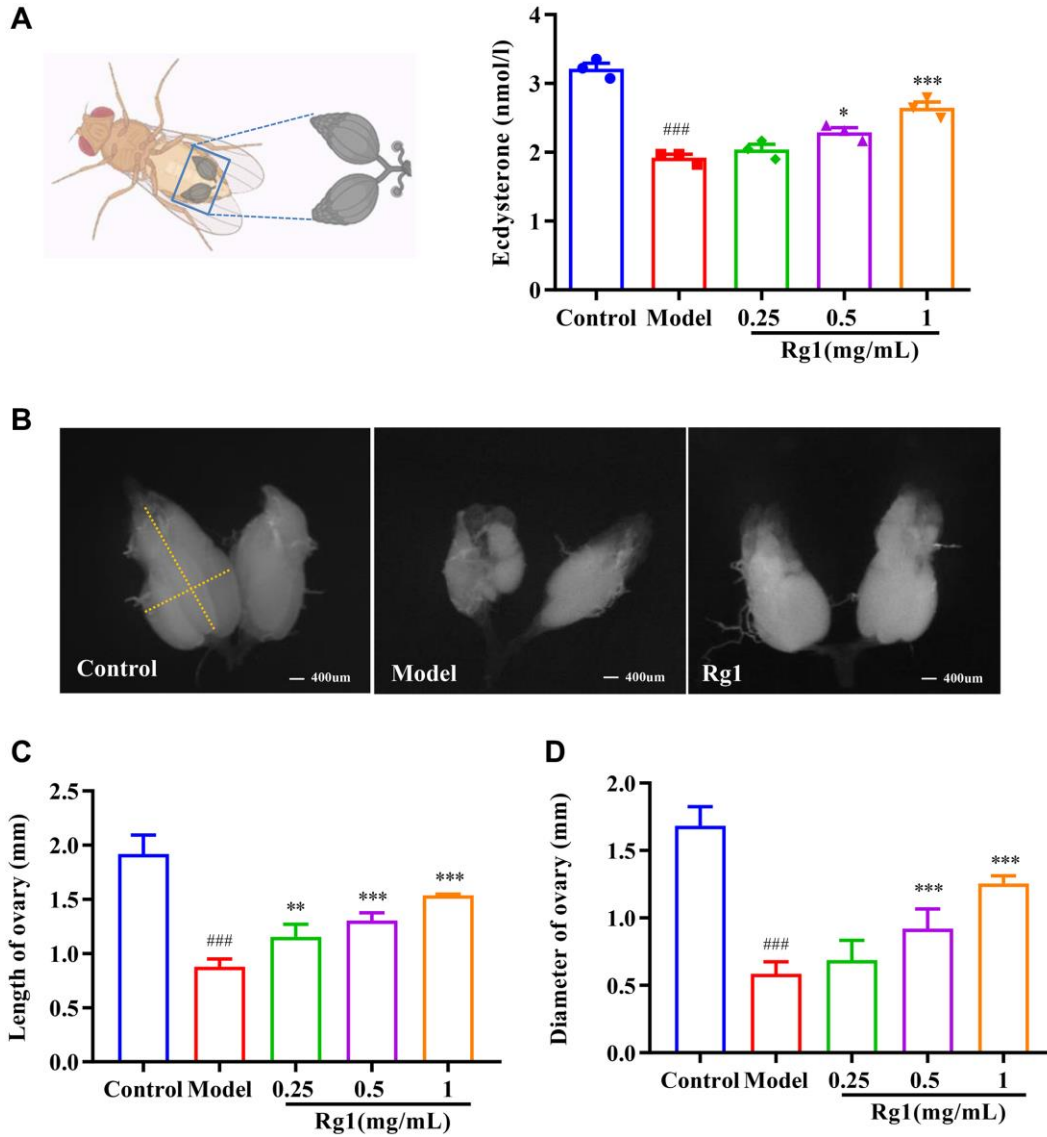 A
Ecdysterone (nmol/l)
4
3
2
1
0
###
*
***
Control Model 0.25 0.5 1
Rg1(mg/mL)
B
Control
400um
Model
400um
Rg1
400um
C
Length of ovary (mm)
2.5
2.0
1.5
1.0
0.5
0.0
###
**
***
***
Control Model 0.25 0.5 1
Rg1(mg/mL)
D
Diameter of ovary (mm)
2.0
1.5
1.0
0.5
0.0
###
***
***
Control Model 0.25 0.5 1
Rg1(mg/mL)